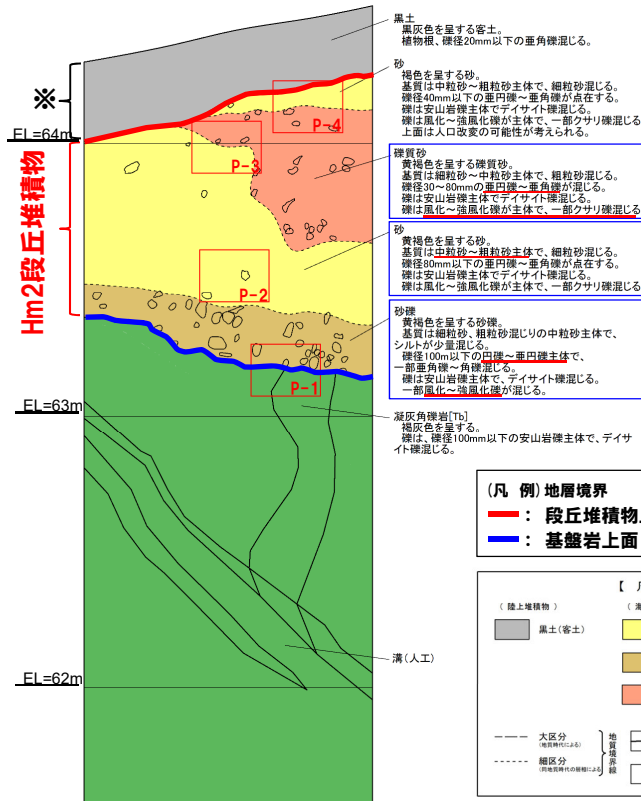 黒土
黒灰色を呈する客土。
植物根、礫径20mm以下の亜角礫混じる。
砂
褐色を呈する砂。
基質は中粒砂~粗粒砂主体で、細粒砂混じる。
礫径40mm以下の亜円礫~亜角礫が点在する。
礫は安山岩礫主体でデイサイト礫混じる。
礫は風化~強風化礫が主体で、一部クサリ礫混じる
上面は人口改変の可能性が考えられる。
礫質砂
黄褐色を呈する礫質砂。
基質は細粒砂~中粒砂主体で、粗粒砂混じる。
礫径30~80mmの亜円礫~亜角礫が混じる。
礫は安山岩礫主体でデイサイト礫混じる。
礫は風化~強風化礫が主体で、一部クサリ礫混じる
砂
黄褐色を呈する砂。
基質は中粒砂~粗粒砂主体で、細粒砂混じる。
礫径80mm以下の亜円礫~亜角礫が点在する。
礫は安山岩礫主体でデイサイト礫混じる。
礫は風化~強風化礫が主体で、一部クサリ礫混じる
砂礫
黄褐色を呈する砂礫。
基質は細粒砂、粗粒砂混じりの中粒砂主体で、
シルトが少量混じる。
礫径100m以下の円礫~亜円礫主体で、
一部亜角礫~角礫混じる。
礫は安山岩礫主体で、デイサイト礫混じる。
一部風化~強風化礫が混じる。
凝灰角礫岩[Tb]
褐灰色を呈する。
礫は、礫径100mm以下の安山岩礫主体で、デイサ
イト礫混じる。
溝(人工)
※
EL=64m
Hm2段丘堆積物
EL=63m
EL=62m
P-4
P-3
P-2
P-1
(凡 例)地層境界
: 段丘堆積物
: 基盤岩上面
【 凡
( 陸上堆積物 )
黒土(客土)
大区分
(地質時代による)
細区分
地質境界線